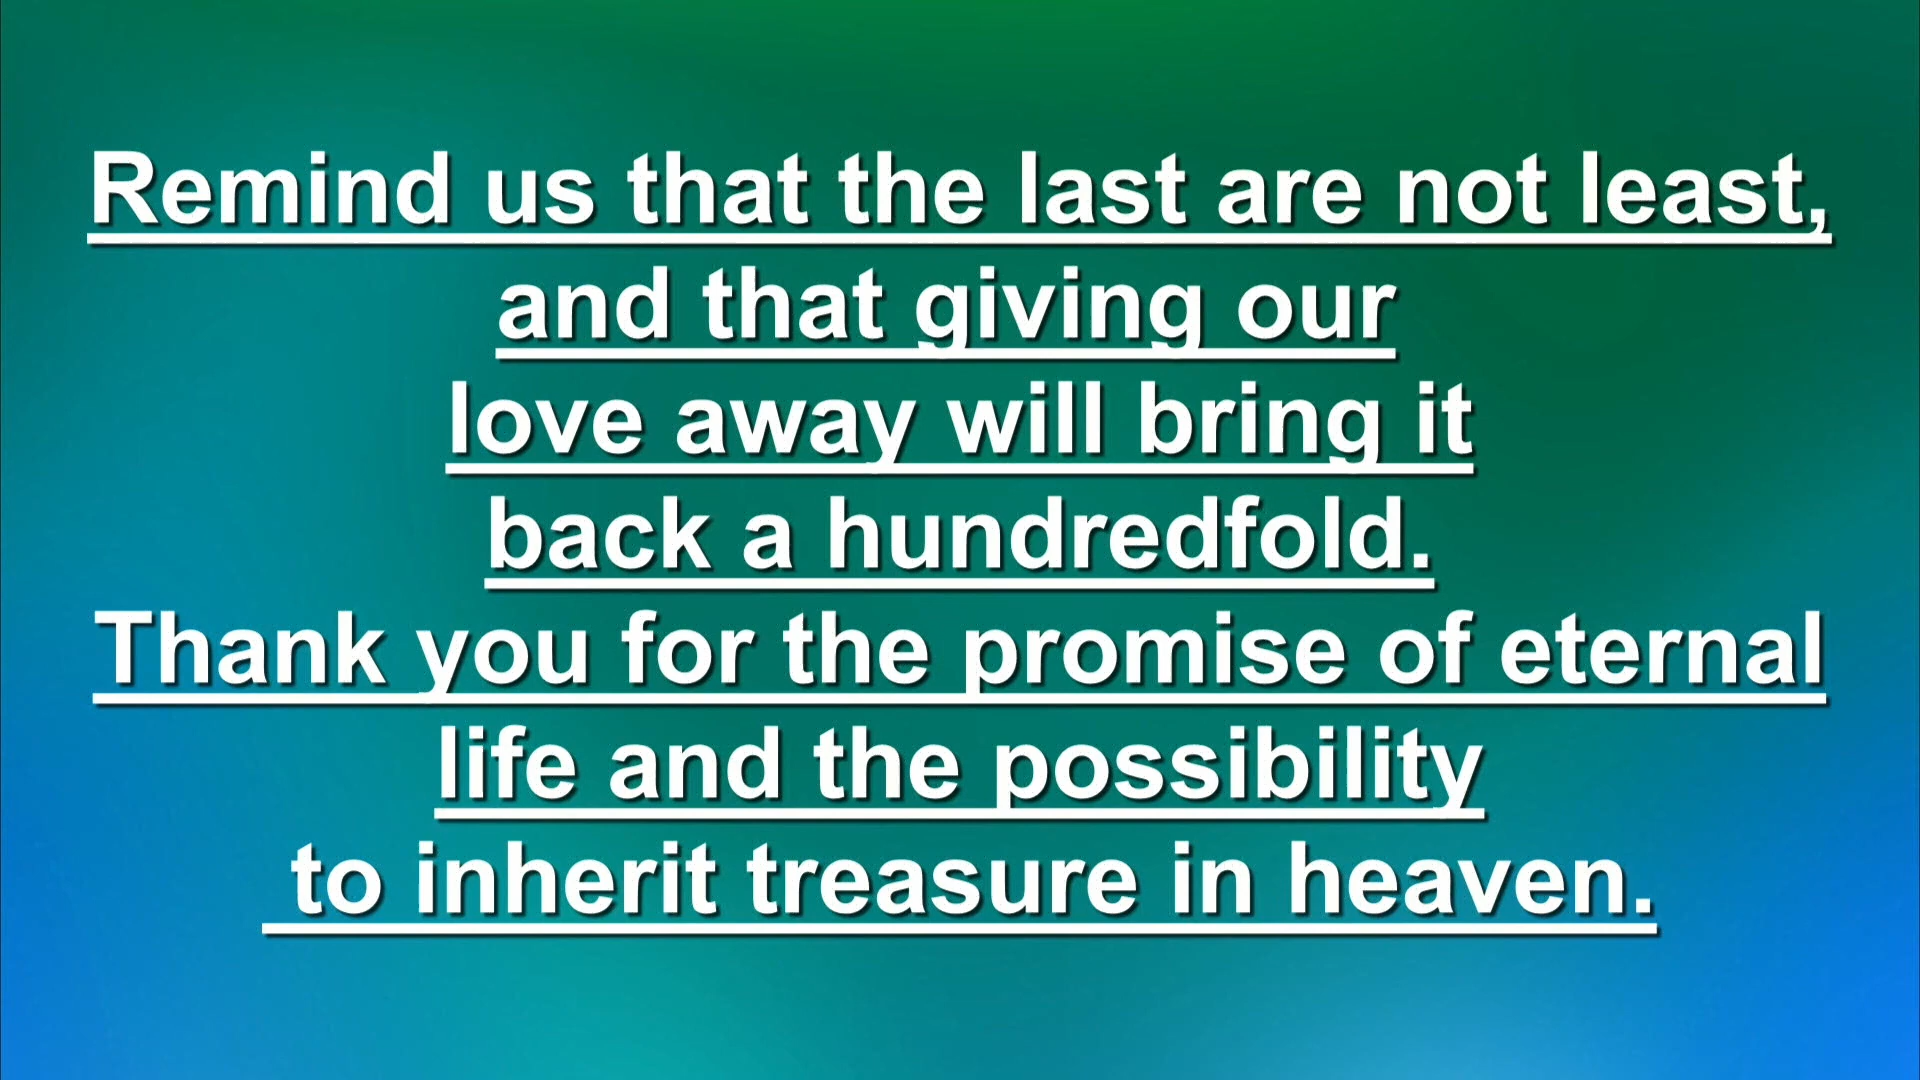 Remind us that the last are not least,
and that giving our
love away will bring it
back a hundredfold.
Thank you for the promise of eternal
life and the possibility
to inherit treasure in heaven.